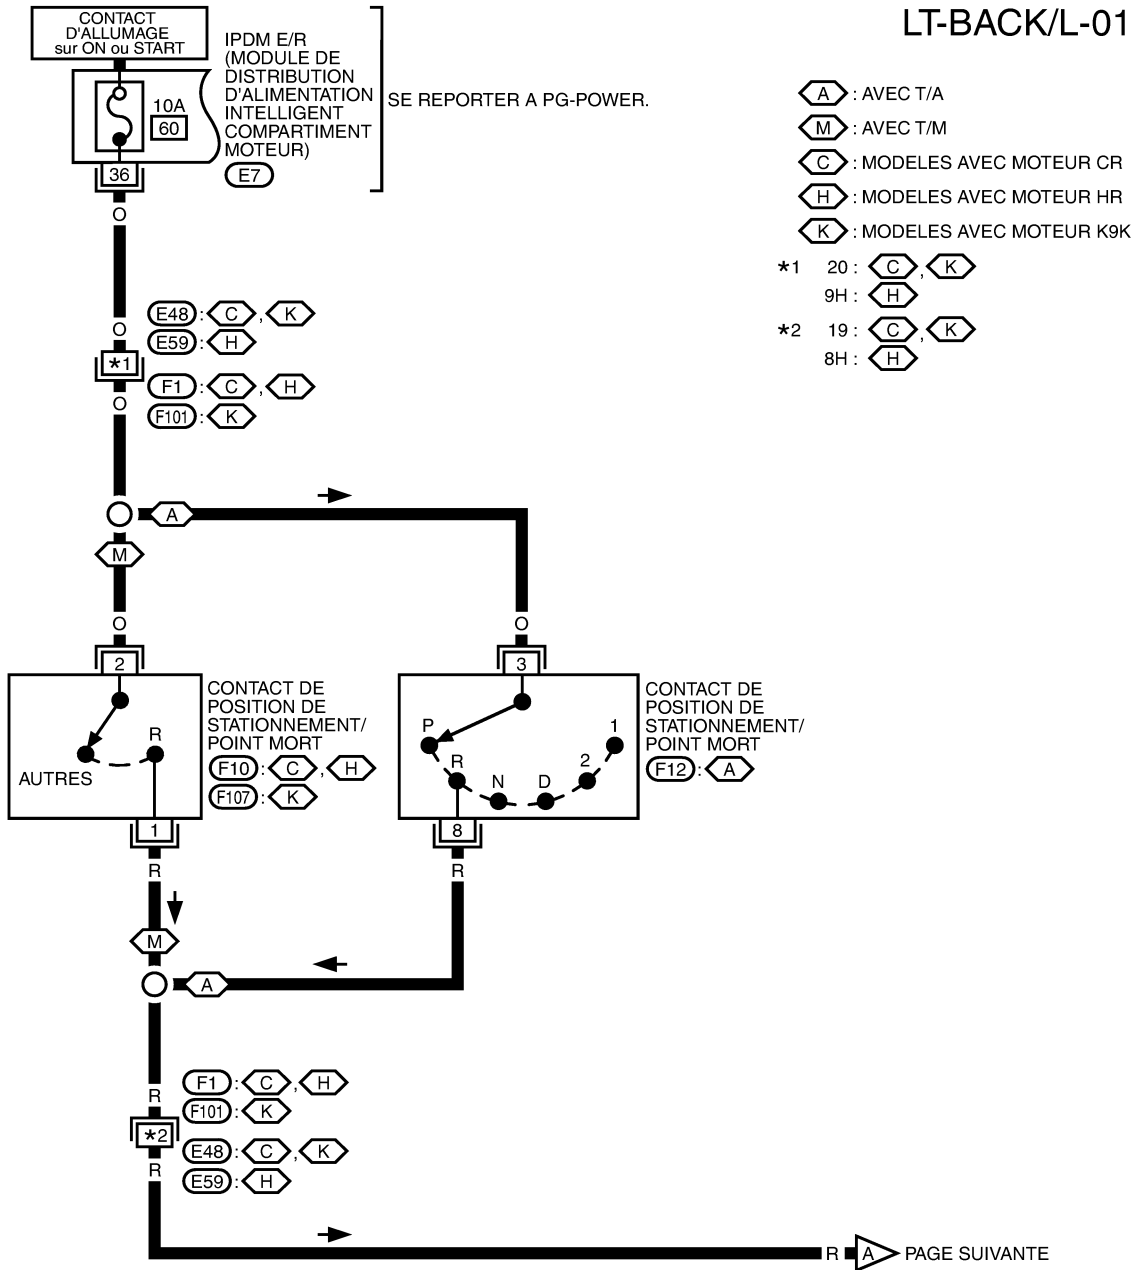 LT-BACK/L-01
CONTACT
D'ALLUMAGE
sur ON ou START
IPDM E/R
(MODULE DE
DISTRIBUTION
D'ALIMENTATION
INTELLIGENT
COMPARTIMENT
MOTEUR)
E7
10A
60
36
SE REPORTER A PG-POWER.
A : AVEC T/A
M : AVEC T/M
C : MODELES AVEC MOTEUR CR
H : MODELES AVEC MOTEUR HR
K : MODELES AVEC MOTEUR K9K
*1 20 : C , K
9H : H
*2 19 : C , K
8H : H
O
O
E48 : C , K
E59 : H
*1
F1 : C , H
F101 : K
O
A
M
O
O
2
3
CONTACT DE
POSITION DE
STATIONNEMENT/
POINT MORT
F10 : C , H
F107 : K
AUTRES
R
1
CONTACT DE
POSITION DE
STATIONNEMENT/
POINT MORT
F12 : A
P
R
N
D
2
1
8
R
R
M
A
R
F1 : C , H
F101 : K
*2
E48 : C , K
E59 : H
R
R A PAGE SUIVANTE